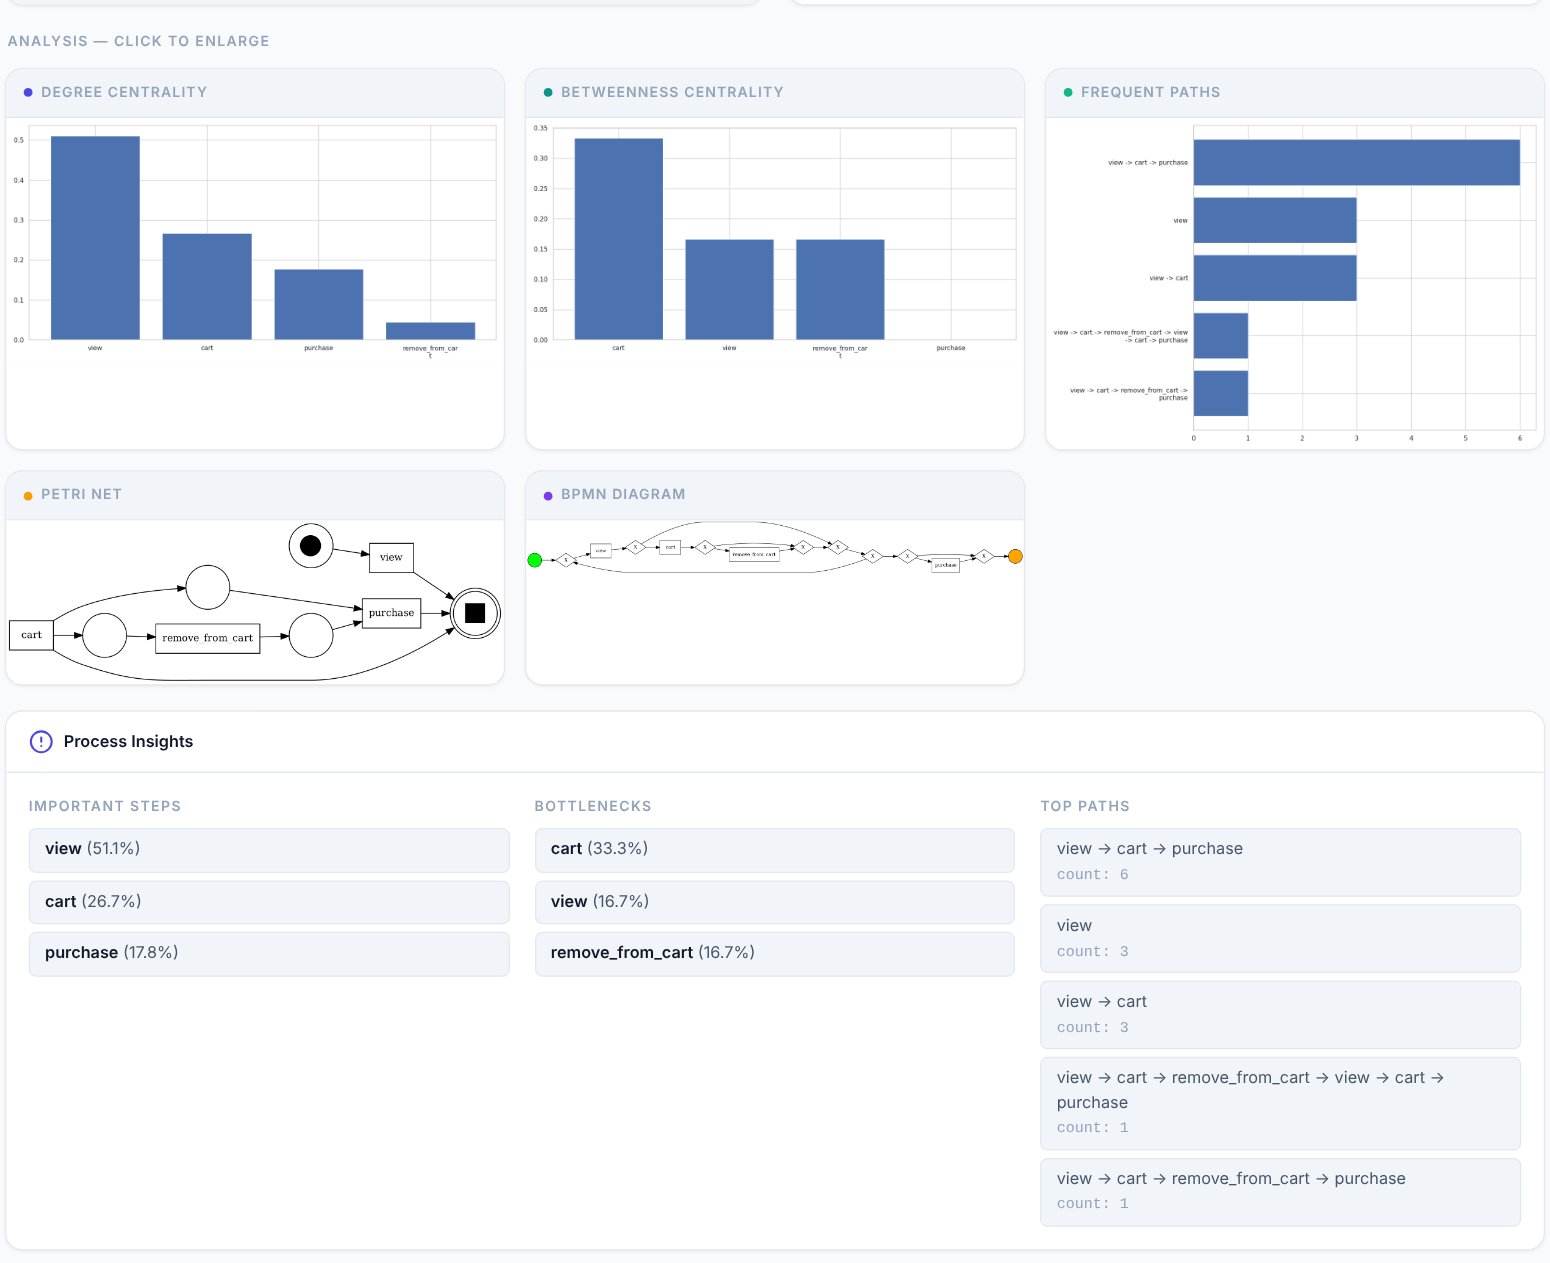 ANALYSIS — CLICK TO ENLARGE
DEGREE CENTRALITY
0.5
0.4
0.3
0.2
0.1
0.0
view
cart
purchase
remove_from_car
t
BETWEENNESS CENTRALITY
0.35
0.30
0.25
0.20
0.15
0.10
0.05
0.00
cart
view
remove_from_car
t
purchase
FREQUENT PATHS
view -> cart -> purchase
view
view -> cart
view -> cart -> remove_from_cart -> view
-> cart -> purchase
view -> cart -> remove_from_cart ->
purchase
0 1 2 3 4 5 6
PETRI NET
view
purchase
cart
remove_from_cart
BPMN DIAGRAM
X
view
X
cart
X
remove_from_cart
X
X
X
X
purchase
X
Process Insights
IMPORTANT STEPS
view (51.1%)
cart (26.7%)
purchase (17.8%)
BOTTLENECKS
cart (33.3%)
view (16.7%)
remove_from_cart (16.7%)
TOP PATHS
view → cart → purchase
count: 6
view
count: 3
view → cart
count: 3
view → cart → remove_from_cart → view → cart →
purchase
count: 1
view → cart → remove_from_cart → purchase
count: 1